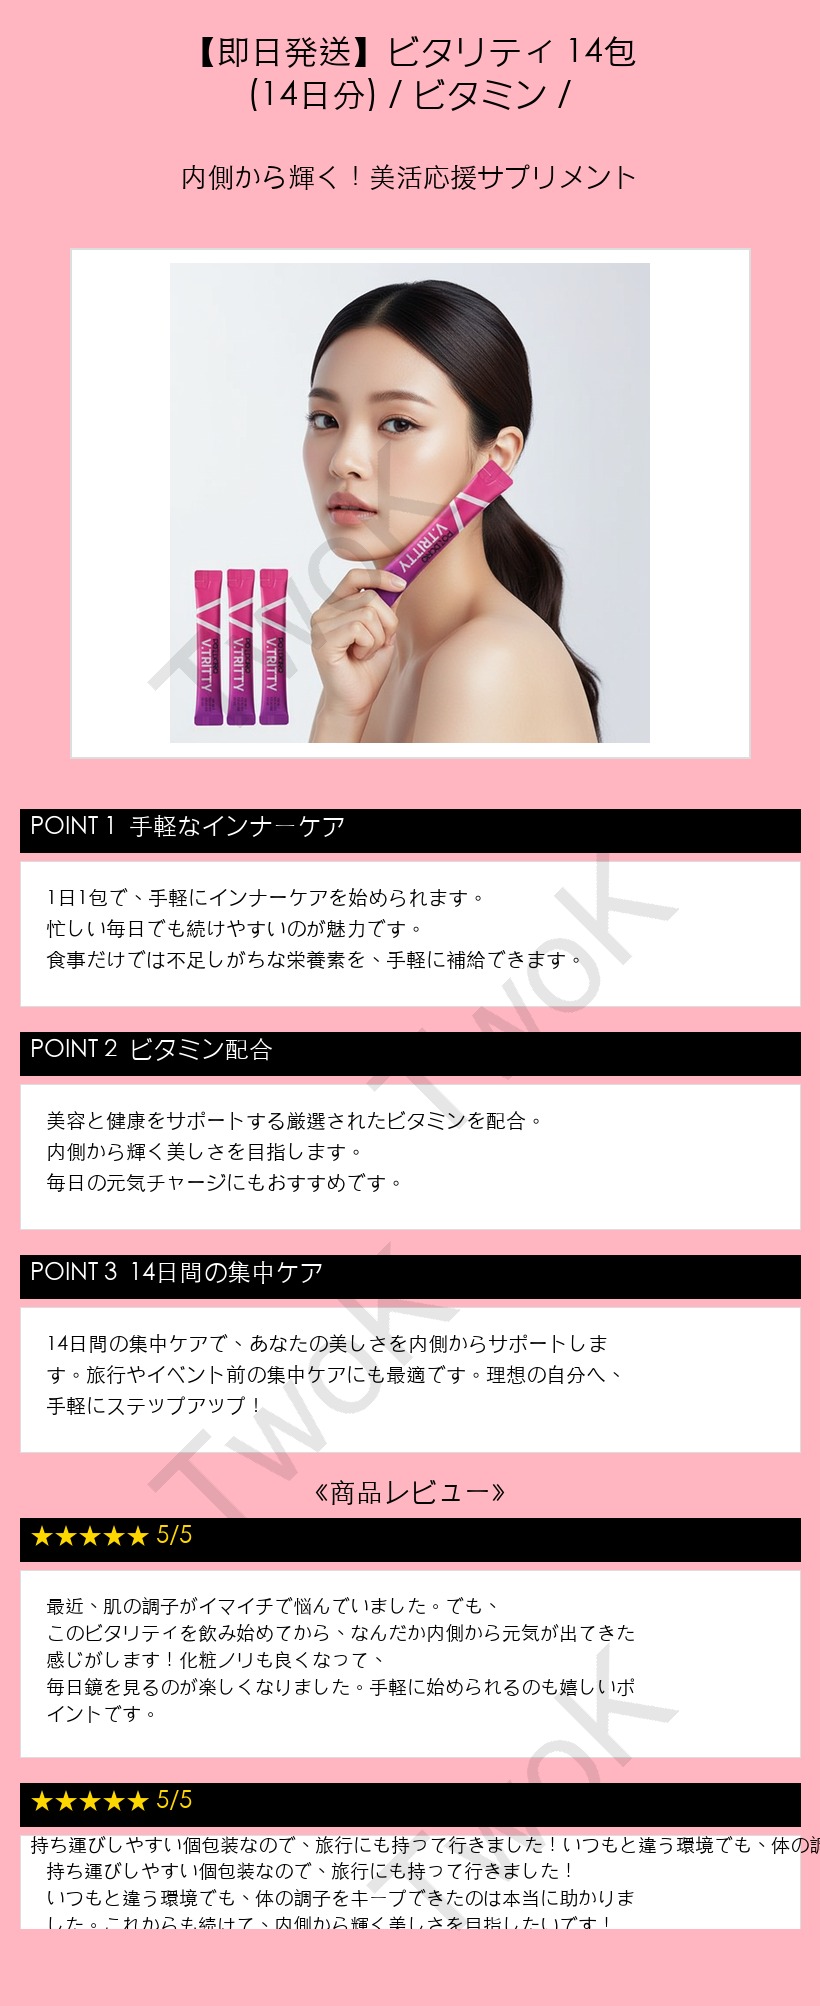 【即日発送】ビタリティ 14包
(14日分) / ビタミン /
内側から輝く！美活応援サプリメント
V.TRITTY
V.TRITTY
V.TRITTY
V.TRITTY
TwoK
POINT 1 手軽なインナーケア
1日1包で、手軽にインナーケアを始められます。
忙しい毎日でも続けやすいのが魅力です。
食事だけでは不足しがちな栄養素を、手軽に補給できます。
TwoK
POINT 2 ビタミン配合
美容と健康をサポートする厳選されたビタミンを配合。
内側から輝く美しさを目指します。
毎日の元気チャージにもおすすめです。
POINT 3 14日間の集中ケア
14日間の集中ケアで、あなたの美しさを内側からサポートしま
す。旅行やイベント前の集中ケアにも最適です。理想の自分へ、
手軽にステップアップ！
TwoK
《商品レビュー》
★★★★★ 5/5
最近、肌の調子がイマイチで悩んでいました。でも、
このビタリティを飲み始めてから、なんだか内側から元気が出てきた
感じがします！化粧ノリも良くなって、
毎日鏡を見るのが楽しくなりました。手軽に始められるのも嬉しいポ
イントです。
TwoK
★★★★★ 5/5
持ち運びしやすい個包装なので、旅行にも持って行きました！いつもと違う環境でも、体の調
持ち運びしやすい個包装なので、旅行にも持って行きました！
いつもと違う環境でも、体の調子をキープできたのは本当に助かりま
した。これからも続けて、内側から輝く美しさを目指したいです！